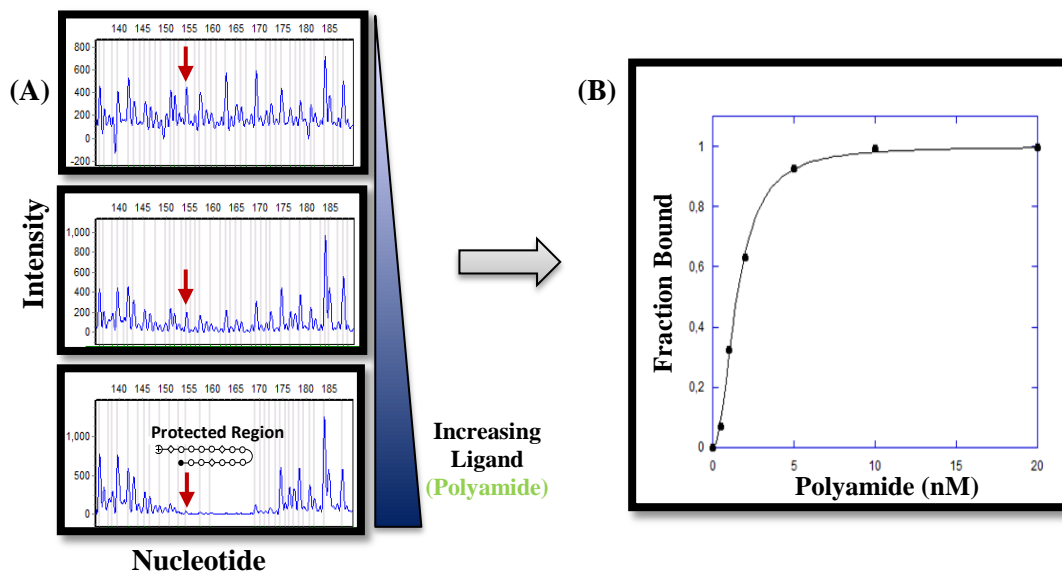 (A)
Intensity
140 145 150 155 160 165 170 175 180 185
800
600
400
200
0
-200
140 145 150 155 160 165 170 175 180 185
1,000
800
600
400
200
0
140 145 150 155 160 165 170 175 180 185
1,000
500
0
Protected Region
Nucleotide
Increasing
Ligand
(Polyamide)
(B)
Fraction Bound
1
0,8
0,6
0,4
0,2
0
0 5 10 15 20
Polyamide (nM)